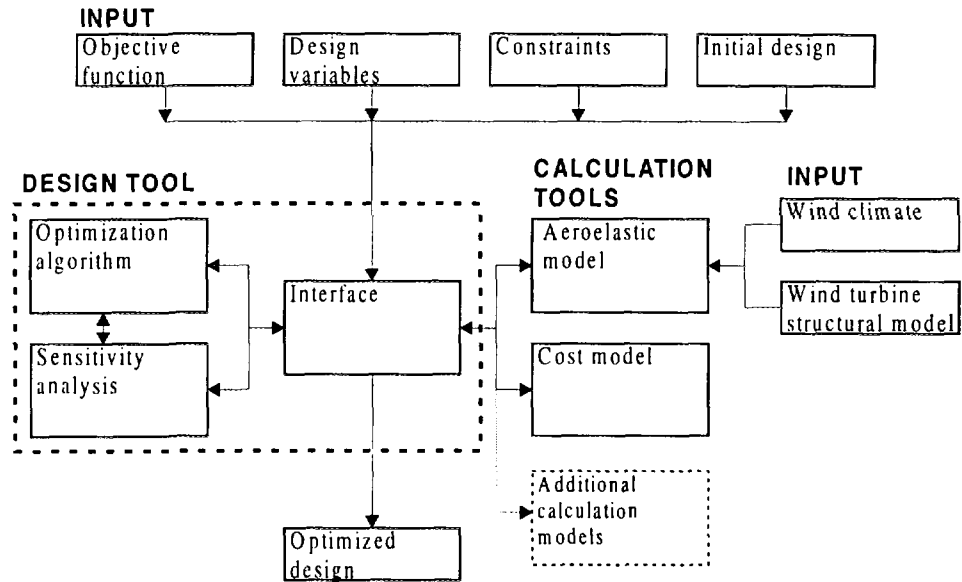 INPUT
Objective
function
Design
variables
Constraints
Initial design
DESIGN TOOL
CALCULATION
TOOLS
INPUT
Optimization
algorithm
Interface
Aeroelastic
model
Wind climate
Wind turbine
structural model
Sensitivity
analysis
Cost model
Additional
calculation
models
Optimized
design